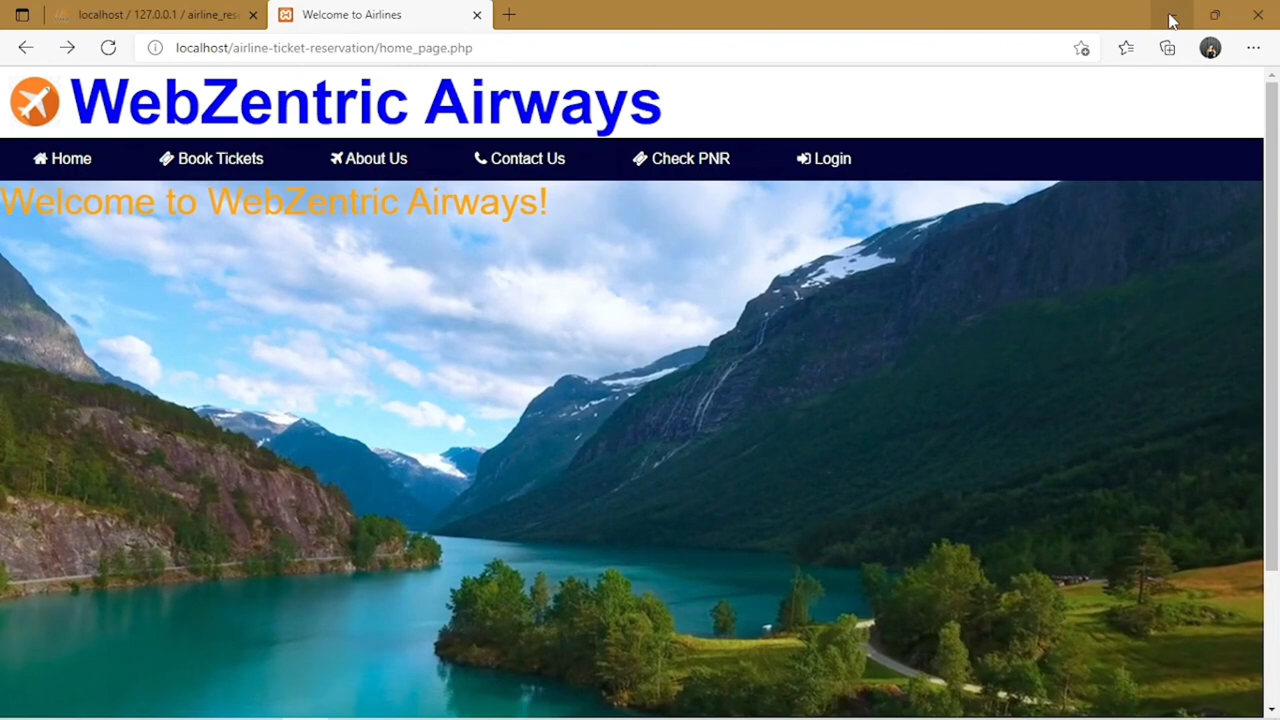 localhost / 127.0.0.1 / airline_res
Welcome to Airlines
localhost/airline-ticket-reservation/home_page.php
WebZentric Airways
Home Book Tickets About Us Contact Us Check PNR Login
Welcome to WebZentric Airways!